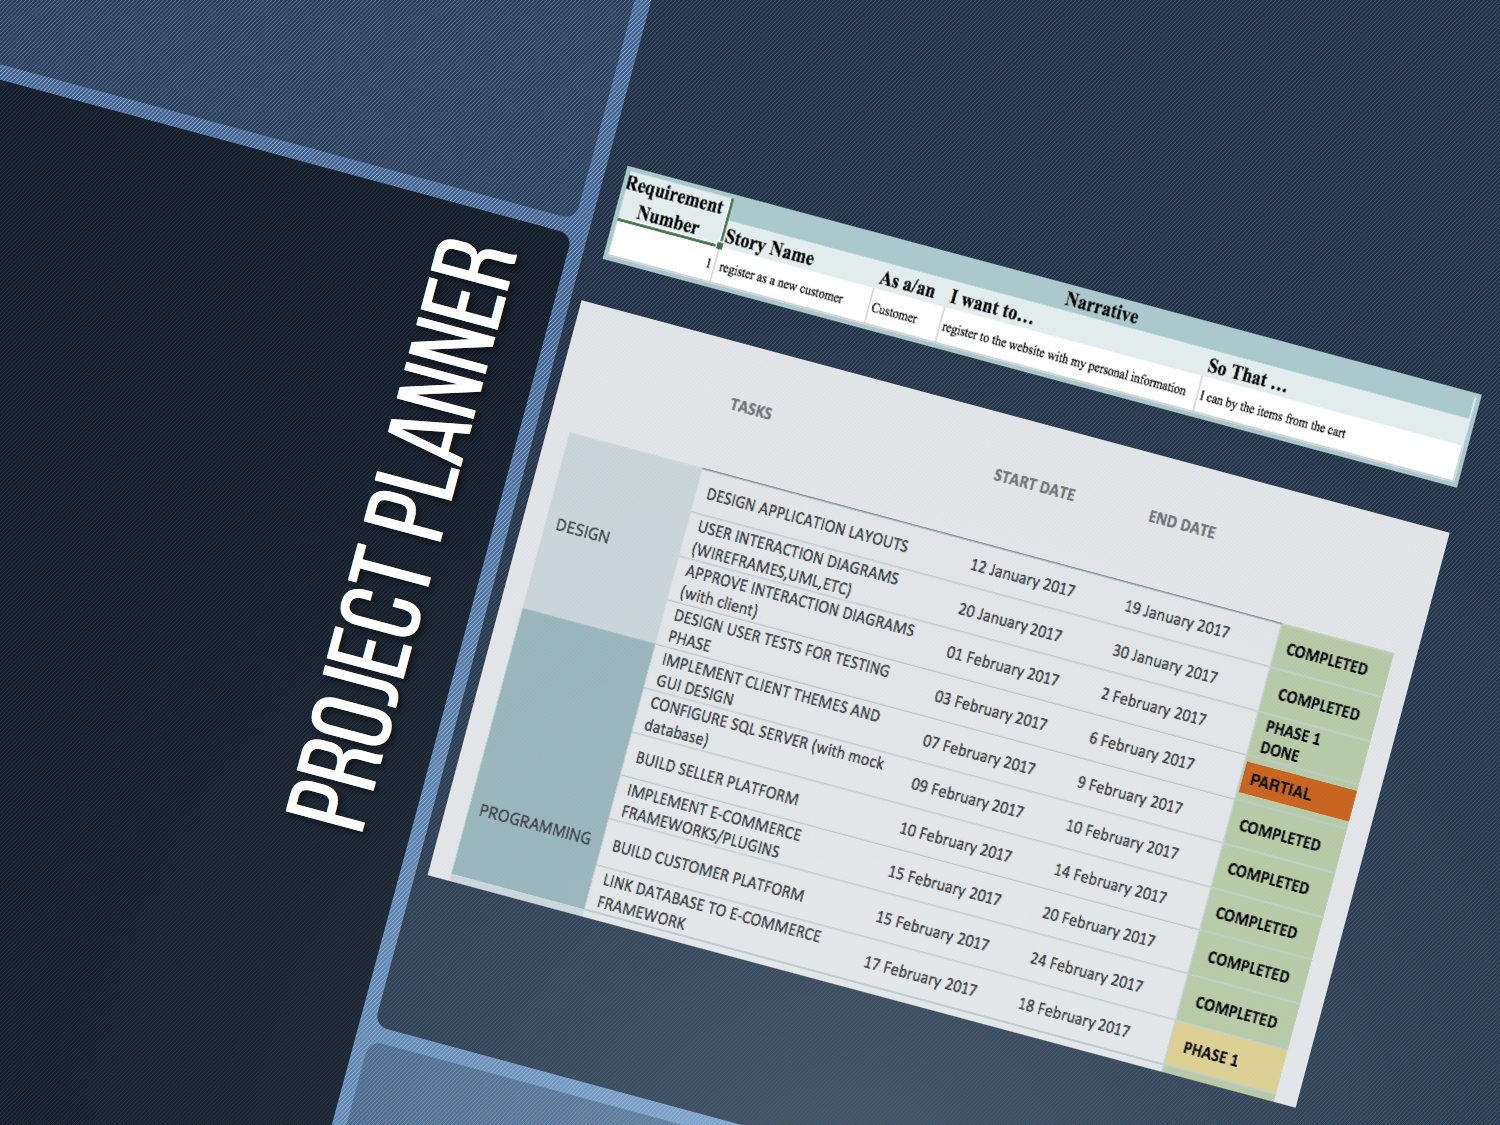 PROJECT PLANNER
Requirement
Number
Narrative
Story Name
As a/an
I want to...
So That ...
1
register as a new customer
Customer
register to the website with my personal information
I can by the items from the cart
TASKS
START DATE
END DATE
DESIGN
DESIGN APPLICATION LAYOUTS
12 January 2017
19 January 2017
COMPLETED
USER INTERACTION DIAGRAMS
(WIREFRAMES,UML,ETC)
20 January 2017
30 January 2017
COMPLETED
APPROVE INTERACTION DIAGRAMS
(with client)
01 February 2017
2 February 2017
PHASE 1
DONE
DESIGN USER TESTS FOR TESTING
PHASE
03 February 2017
6 February 2017
PARTIAL
PROGRAMMING
IMPLEMENT CLIENT THEMES AND
GUI DESIGN
07 February 2017
9 February 2017
COMPLETED
CONFIGURE SQL SERVER (with mock
database)
09 February 2017
10 February 2017
COMPLETED
BUILD SELLER PLATFORM
10 February 2017
14 February 2017
COMPLETED
IMPLEMENT E-COMMERCE
FRAMEWORKS/PLUGINS
15 February 2017
20 February 2017
COMPLETED
BUILD CUSTOMER PLATFORM
15 February 2017
24 February 2017
COMPLETED
LINK DATABASE TO E-COMMERCE
FRAMEWORK
17 February 2017
18 February 2017
PHASE 1